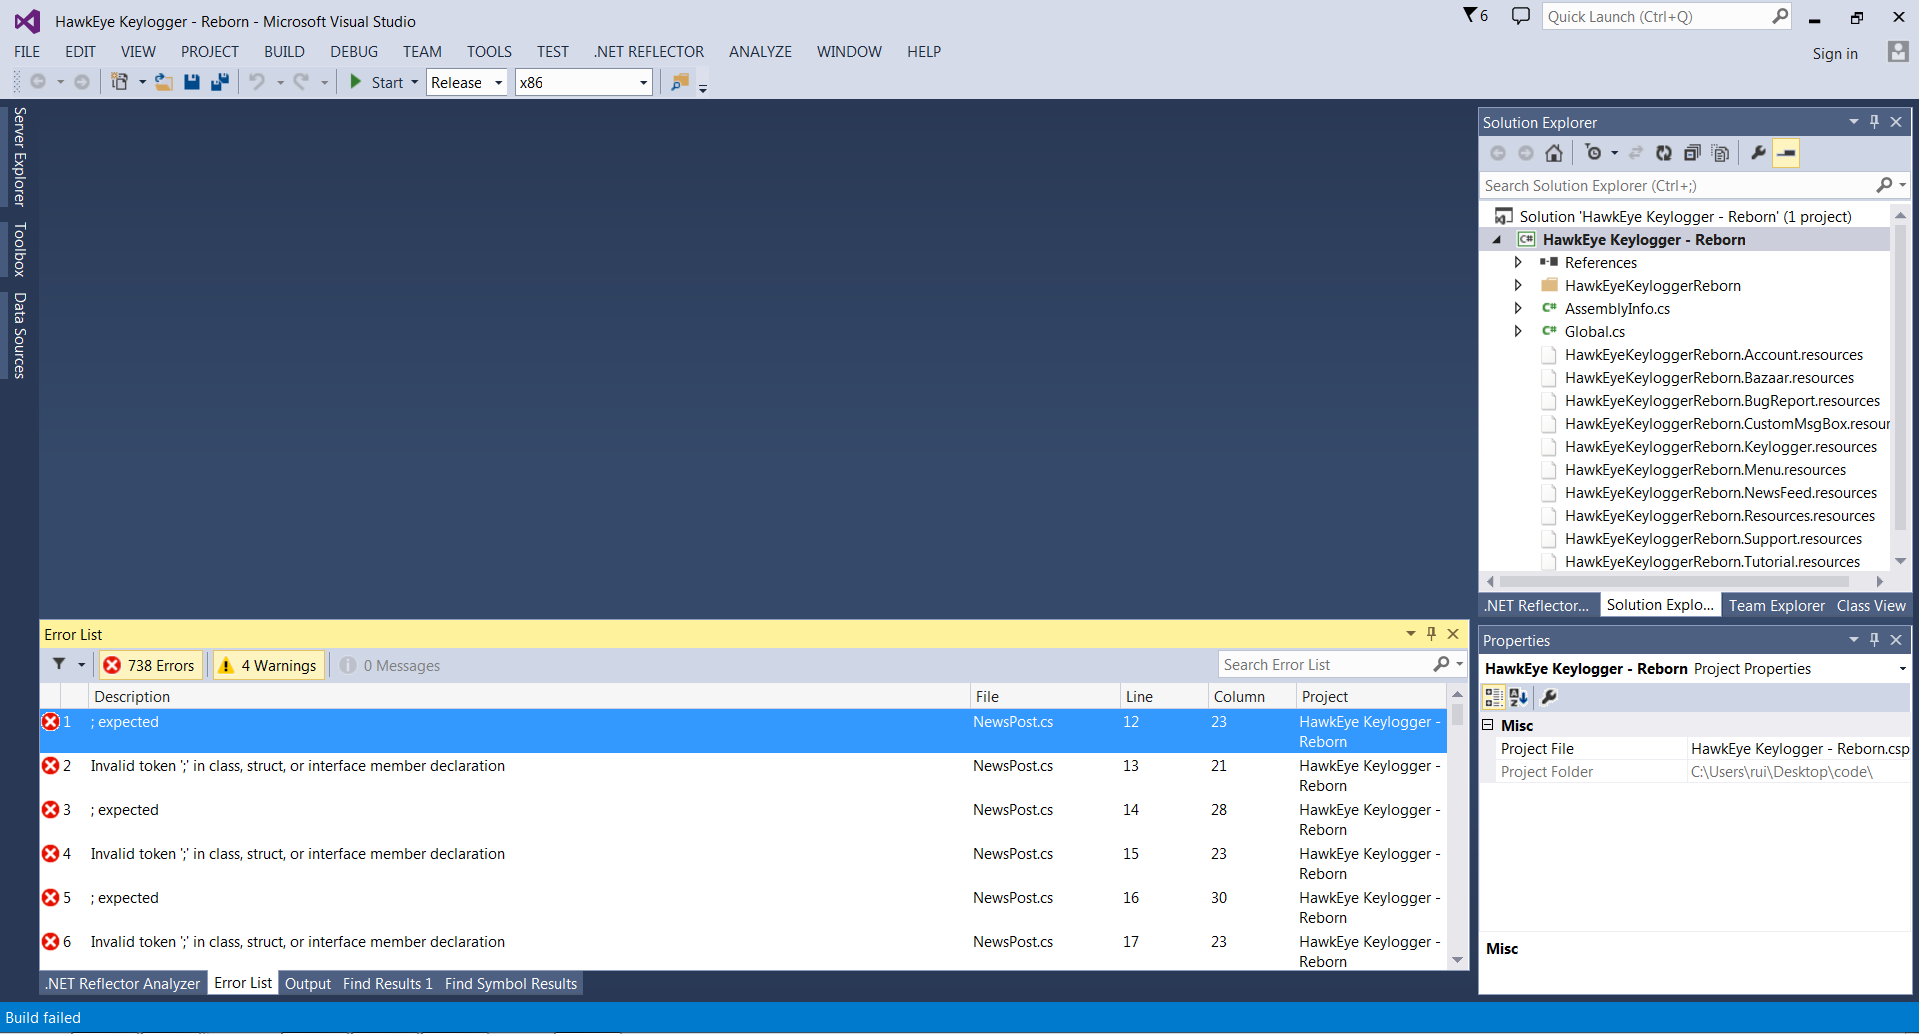 HawkEye Keylogger - Reborn - Microsoft Visual Studio
6
Quick Launch (Ctrl+Q)
FILE EDIT VIEW PROJECT BUILD DEBUG TEAM TOOLS TEST .NET REFLECTOR ANALYZE WINDOW HELP
Sign in
Start Release x86
Server Explorer
Toolbox
Data Sources
Solution Explorer
Search Solution Explorer (Ctrl+;)
Solution 'HawkEye Keylogger - Reborn' (1 project)
C# HawkEye Keylogger - Reborn
References
HawkEyeKeyloggerReborn
C# AssemblyInfo.cs
C# Global.cs
HawkEyeKeyloggerReborn.Account.resources
HawkEyeKeyloggerReborn.Bazaar.resources
HawkEyeKeyloggerReborn.BugReport.resources
HawkEyeKeyloggerReborn.CustomMsgBox.resour
HawkEyeKeyloggerReborn.Keylogger.resources
HawkEyeKeyloggerReborn.Menu.resources
HawkEyeKeyloggerReborn.NewsFeed.resources
HawkEyeKeyloggerReborn.Resources.resources
HawkEyeKeyloggerReborn.Support.resources
HawkEyeKeyloggerReborn.Tutorial.resources
.NET Reflector... Solution Explo... Team Explorer Class View
Error List
738 Errors 4 Warnings 0 Messages
Search Error List
Description File Line Column Project
1 ; expected NewsPost.cs 12 23 HawkEye Keylogger -
Reborn
2 Invalid token ';' in class, struct, or interface member declaration NewsPost.cs 13 21 HawkEye Keylogger -
Reborn
3 ; expected NewsPost.cs 14 28 HawkEye Keylogger -
Reborn
4 Invalid token ';' in class, struct, or interface member declaration NewsPost.cs 15 23 HawkEye Keylogger -
Reborn
5 ; expected NewsPost.cs 16 30 HawkEye Keylogger -
Reborn
6 Invalid token ';' in class, struct, or interface member declaration NewsPost.cs 17 23 HawkEye Keylogger -
Reborn
.NET Reflector Analyzer Error List Output Find Results 1 Find Symbol Results
Properties
HawkEye Keylogger - Reborn Project Properties
Misc
Project File HawkEye Keylogger - Reborn.csp
Project Folder C:\Users\rui\Desktop\code\
Misc
Build failed